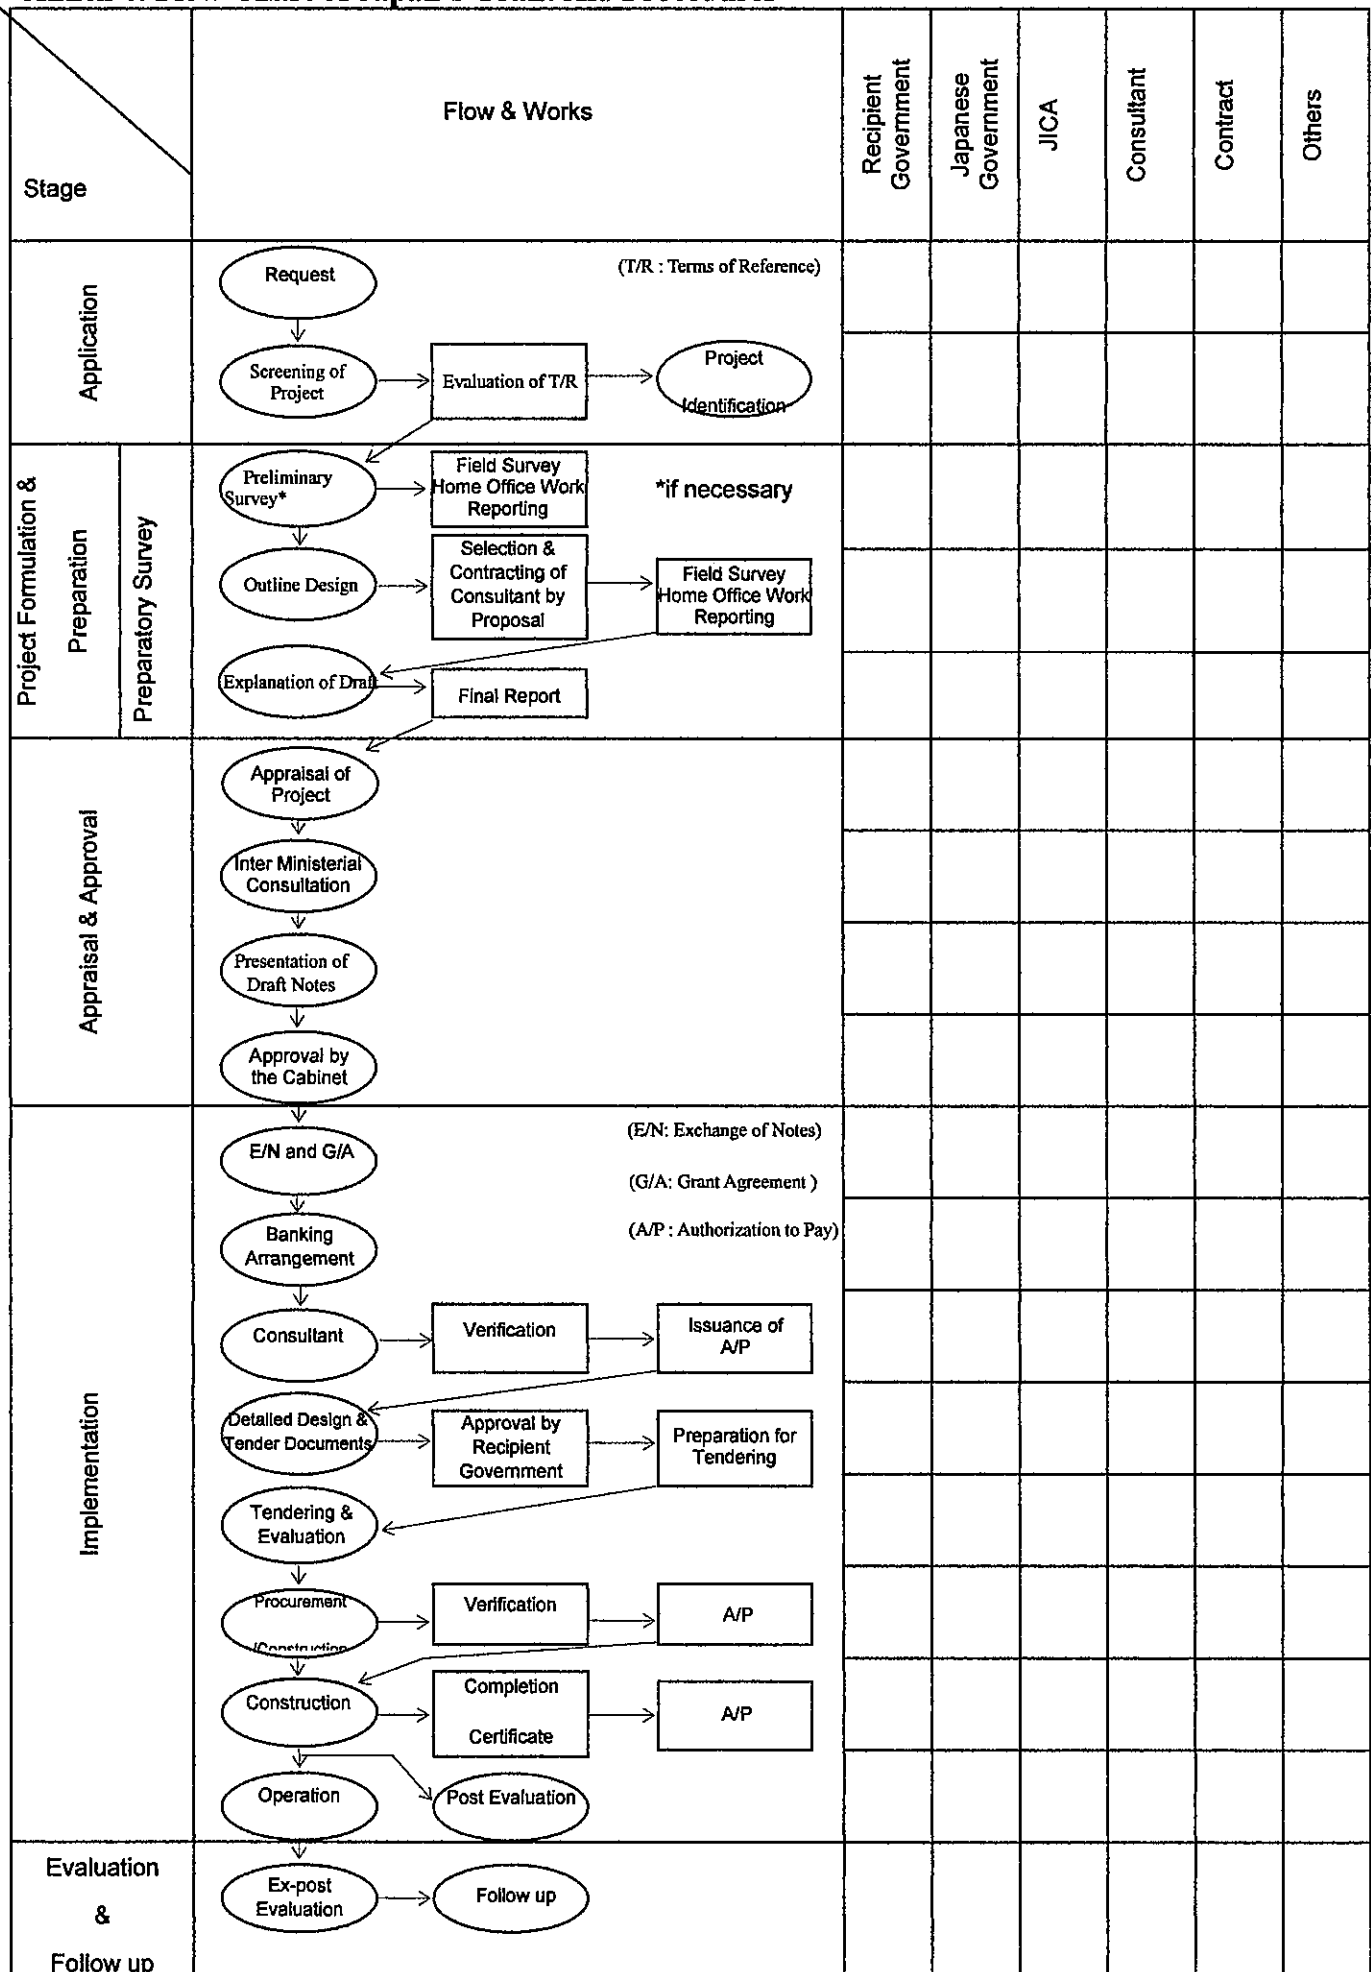 Stage
Flow & Works
Recipient
Government
Japanese
Government
JICA
Consultant
Contract
Others
Application
Request
(T/R : Terms of Reference)
Screening of
Project
Evaluation of T/R
Project
Identification
Project Formulation &
Preparation
Preparatory Survey
Preliminary
Survey*
Field Survey
Home Office Work
Reporting
*if necessary
Outline Design
Selection &
Contracting of
Consultant by
Proposal
Field Survey
Home Office Work
Reporting
Explanation of Draft
Final Report
Appraisal & Approval
Appraisal of
Project
Inter Ministerial
Consultation
Presentation of
Draft Notes
Approval by
the Cabinet
Implementation
E/N and G/A
(E/N: Exchange of Notes)
(G/A: Grant Agreement )
(A/P : Authorization to Pay)
Banking
Arrangement
Consultant
Verification
Issuance of
A/P
Detailed Design &
Tender Documents
Approval by
Recipient
Government
Preparation for
Tendering
Tendering &
Evaluation
Procurement
/Construction
Verification
A/P
Construction
Completion
Certificate
A/P
Operation
Post Evaluation
Evaluation
&
Follow up
Ex-post
Evaluation
Follow up